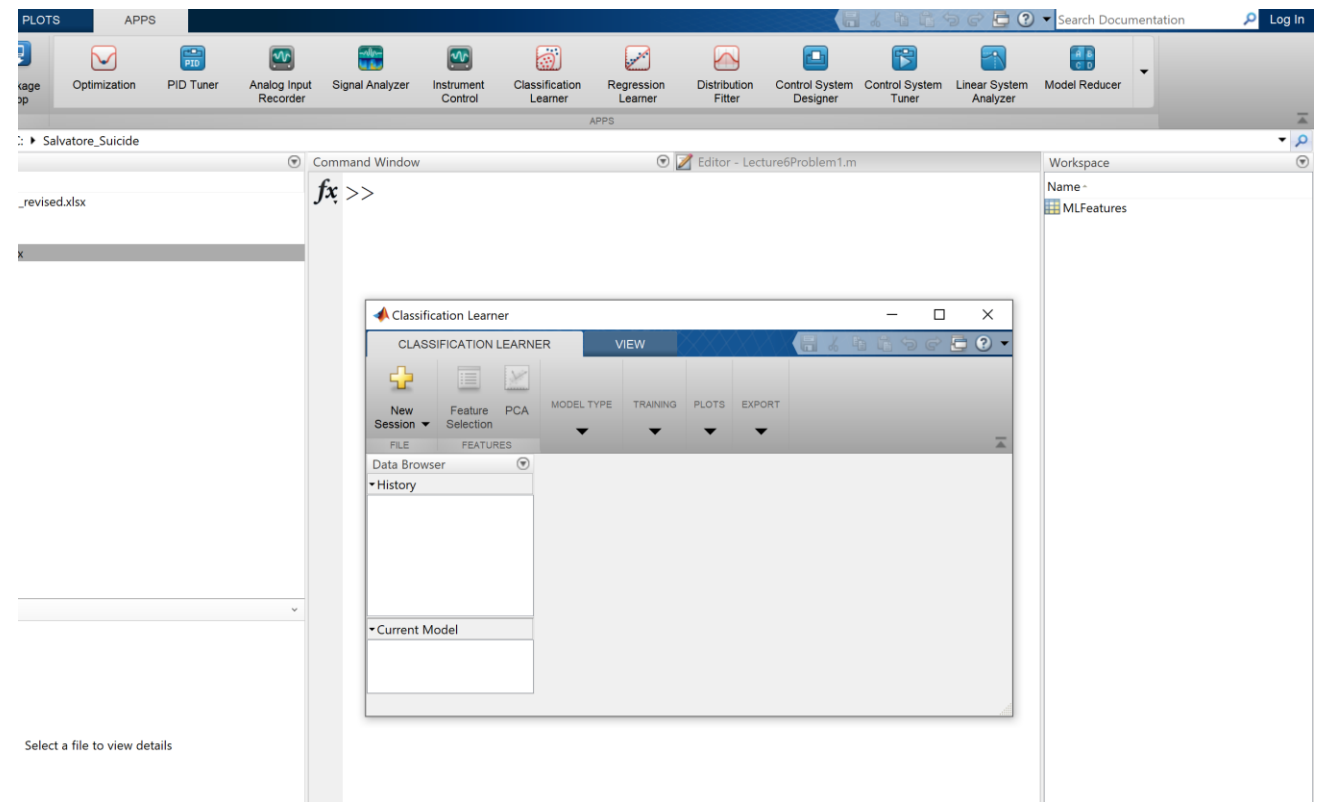 PLOTS APPS Search Documentation Log In
Optimization PID Tuner Analog Input Recorder Signal Analyzer Instrument Control Classification Learner Regression Learner Distribution Fitter Control System Designer Control System Tuner Linear System Analyzer Model Reducer
APPS
Salvatore_Suicide
Command Window Editor - Lecture6Problem1.m Workspace
Name
_revised.xlsx
fx >>
MLFeatures
x
Classification Learner
CLASSIFICATION LEARNER VIEW
New Session Feature Selection PCA MODEL TYPE TRAINING PLOTS EXPORT
FILE FEATURES
Data Browser
History
Current Model
Select a file to view details